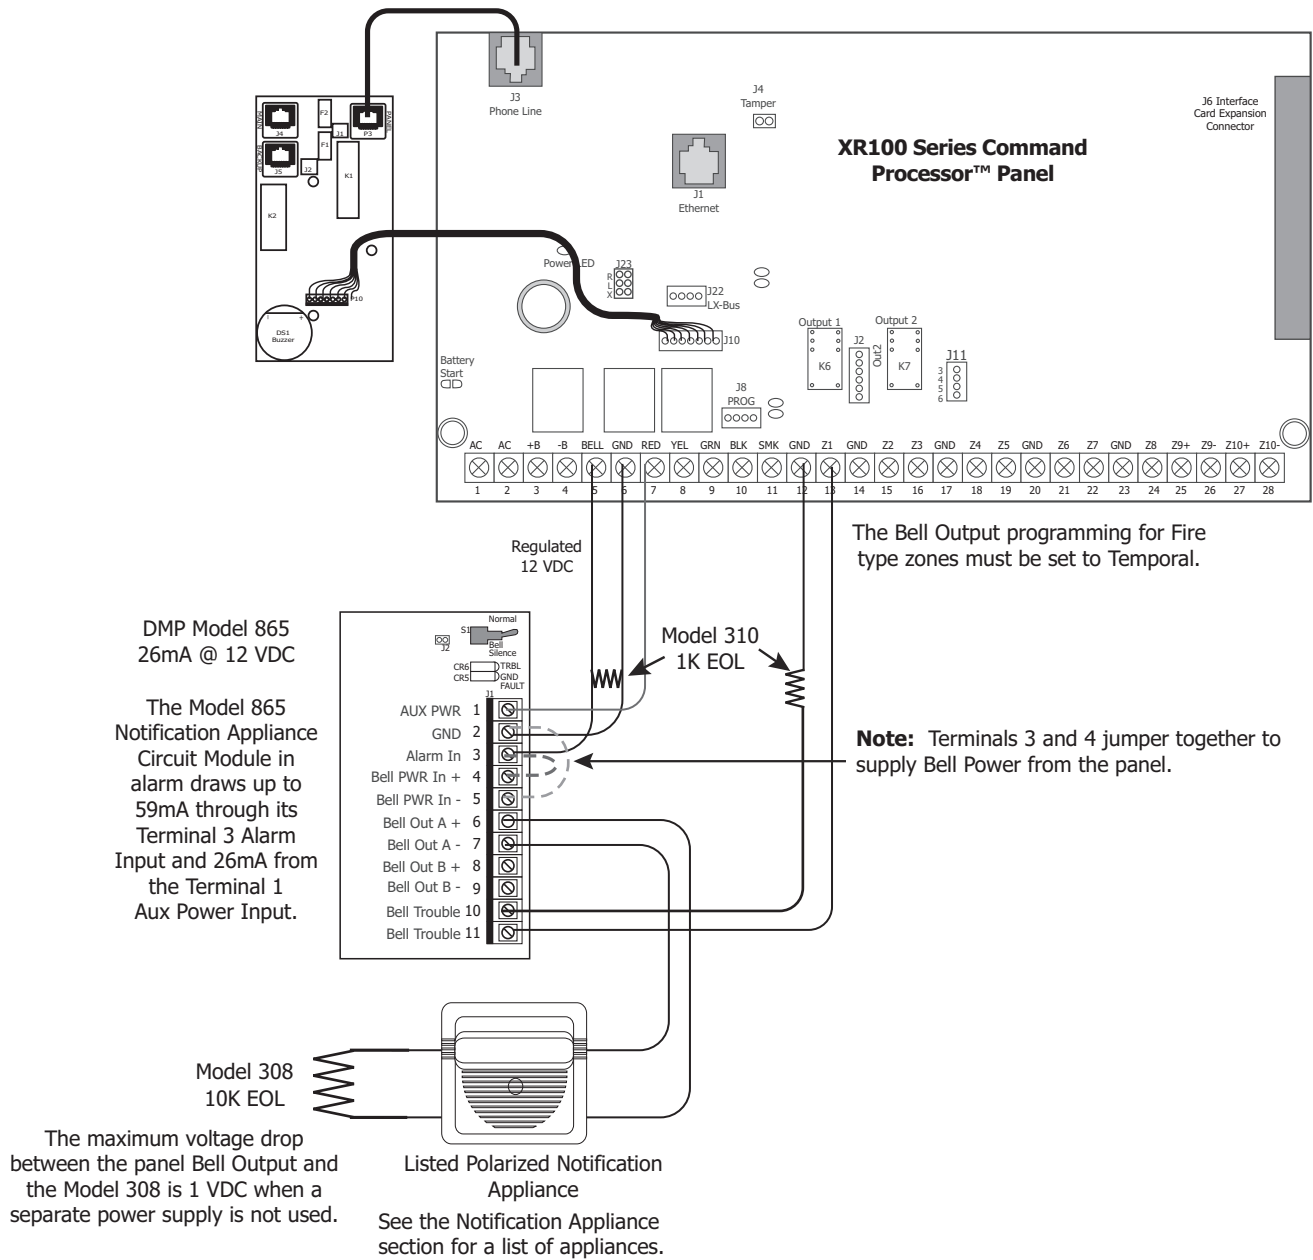 J3
Phone Line
J4
Tamper
J6 Interface
Card Expansion
Connector
XR100 Series Command
Processor™ Panel
J1
Ethernet
MAIN
J4
F2
J1
P3
PANEL
BACKUP
J5
F1
J2
K1
K2
P10
DS1
Buzzer
- +
Power LED
J23
R
L
X
J22
LX-Bus
J10
Output 1
K6
J2
Out2
Output 2
K7
J11
3
4
5
6
Battery
Start
J8
PROG
AC AC +B -B BELL GND RED YEL GRN BLK SMK GND Z1 GND Z2 Z3 GND Z4 Z5 GND Z6 Z7 GND Z8 Z9+ Z9- Z10+ Z10-
1 2 3 4 5 6 7 8 9 10 11 12 13 14 15 16 17 18 19 20 21 22 23 24 25 26 27 28
The Bell Output programming for Fire
type zones must be set to Temporal.
Regulated
12 VDC
DMP Model 865
26mA @ 12 VDC
The Model 865
Notification Appliance
Circuit Module in
alarm draws up to
59mA through its
Terminal 3 Alarm
Input and 26mA from
the Terminal 1
Aux Power Input.
Normal
S1
J2
Bell
Silence
CR6 TRBL
CR5 GND
FAULT
J1
AUX PWR 1
GND 2
Alarm In 3
Bell PWR In + 4
Bell PWR In - 5
Bell Out A + 6
Bell Out A - 7
Bell Out B + 8
Bell Out B - 9
Bell Trouble 10
Bell Trouble 11
Model 310
1K EOL
Note: Terminals 3 and 4 jumper together to
supply Bell Power from the panel.
Model 308
10K EOL
The maximum voltage drop
between the panel Bell Output and
the Model 308 is 1 VDC when a
separate power supply is not used.
Listed Polarized Notification
Appliance
See the Notification Appliance
section for a list of appliances.